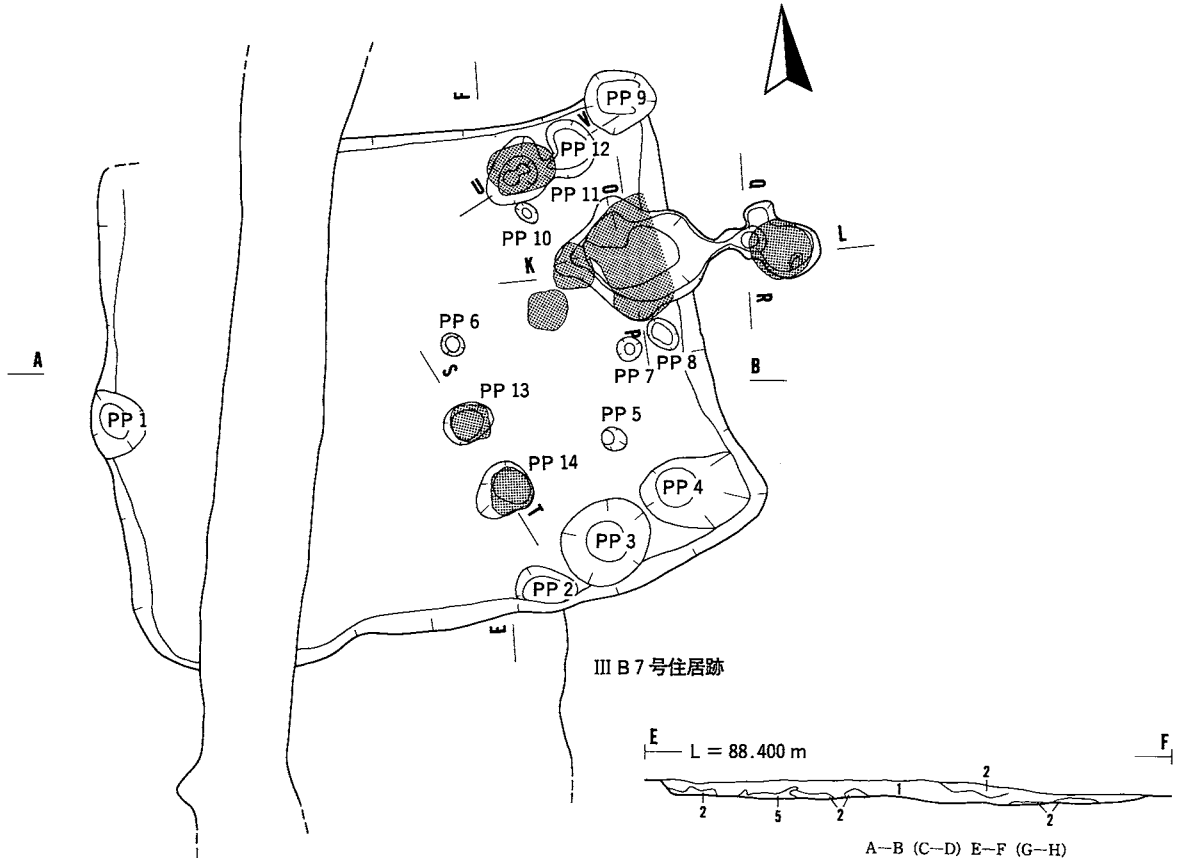 F
PP 9
V
PP 12
U
PP 11
O
Q
PP 10
K
L
PP 6
R
A
S
P
PP 7
PP 8
B
PP 13
PP 1
PP 5
PP 14
PP 4
T
PP 3
PP 2
E
III B 7 号住居跡
E
L = 88.400 m
F
2
1
2
5
2
2
A—B (C—D) E—F (G—H)